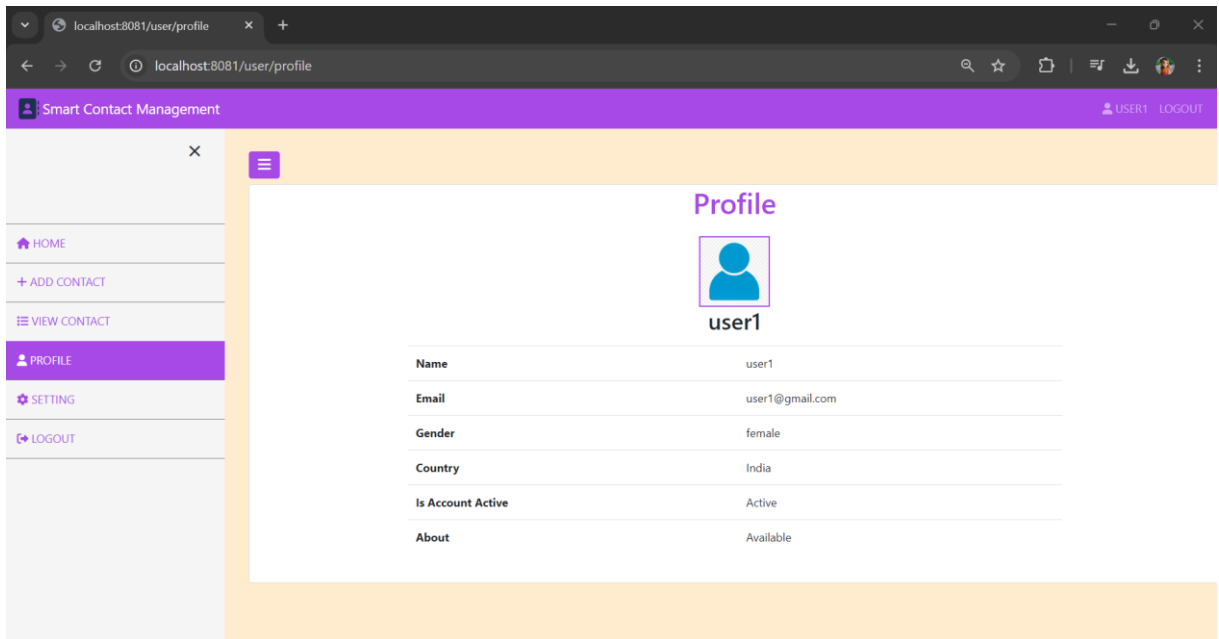 localhost:8081/user/profile
localhost:8081/user/profile
Smart Contact Management USER1 LOGOUT
HOME
ADD CONTACT
VIEW CONTACT
PROFILE
SETTING
LOGOUT
Profile
user1
Name user1
Email user1@gmail.com
Gender female
Country India
Is Account Active Active
About Available